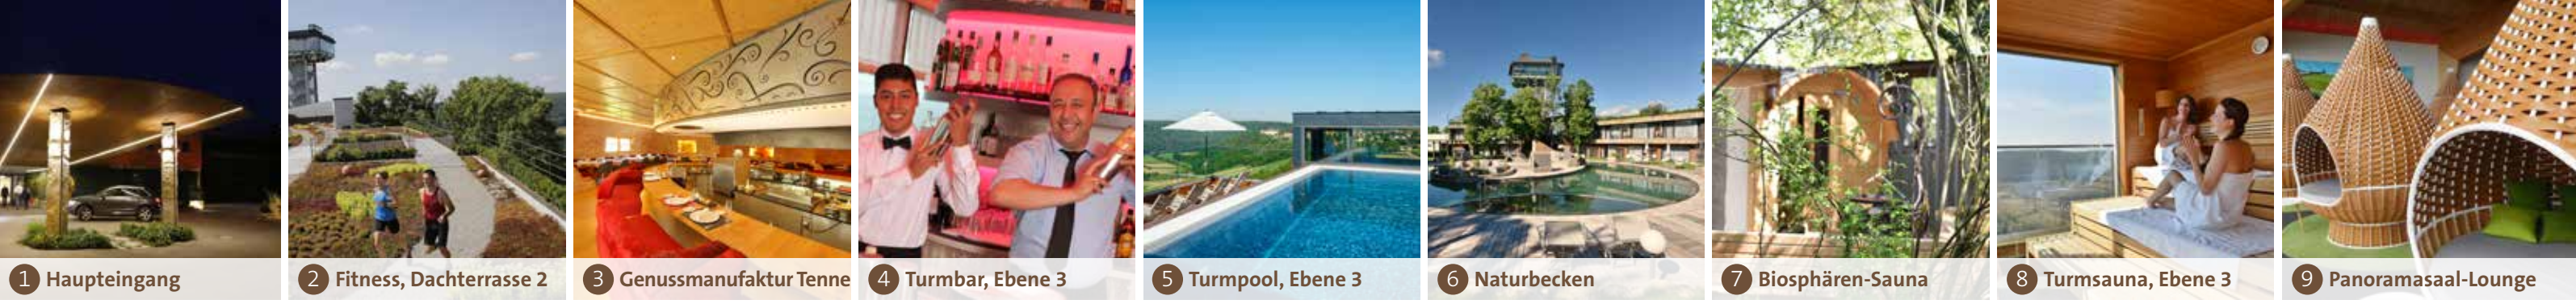 1 Haupteingang
2 Fitness, Dachterrasse 2
3 Genussmanufaktur Tenne
4 Turmbar, Ebene 3
5 Turmpool, Ebene 3
6 Naturbecken
7 Biosphären-Sauna
8 Turmsauna, Ebene 3
9 Panoramasaal-Lounge